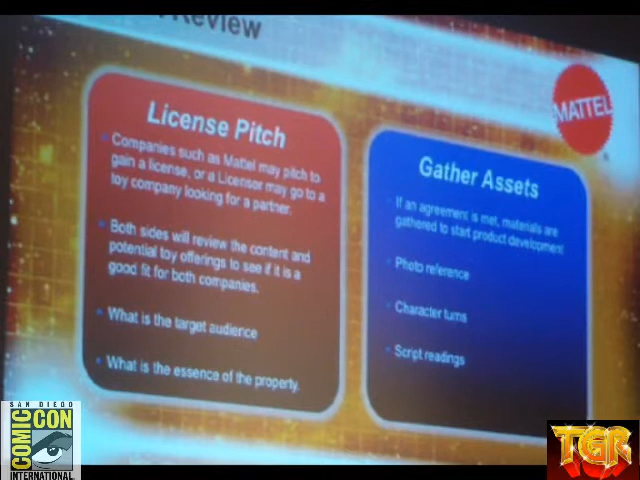 Review
MATTEL
License Pitch
Companies such as Mattel may pitch to
gain a license, or a Licensor may go to a
toy company looking for a partner.
Both sides will review the content and
potential toy offerings to see if it is a
good fit for both companies.
What is the target audience
What is the essence of the property.
Gather Assets
If an agreement is met, materials are
gathered to start product development
Photo reference
Character turns
Script readings
SAN DIEGO
COMIC CON
INTERNATIONAL
TGR